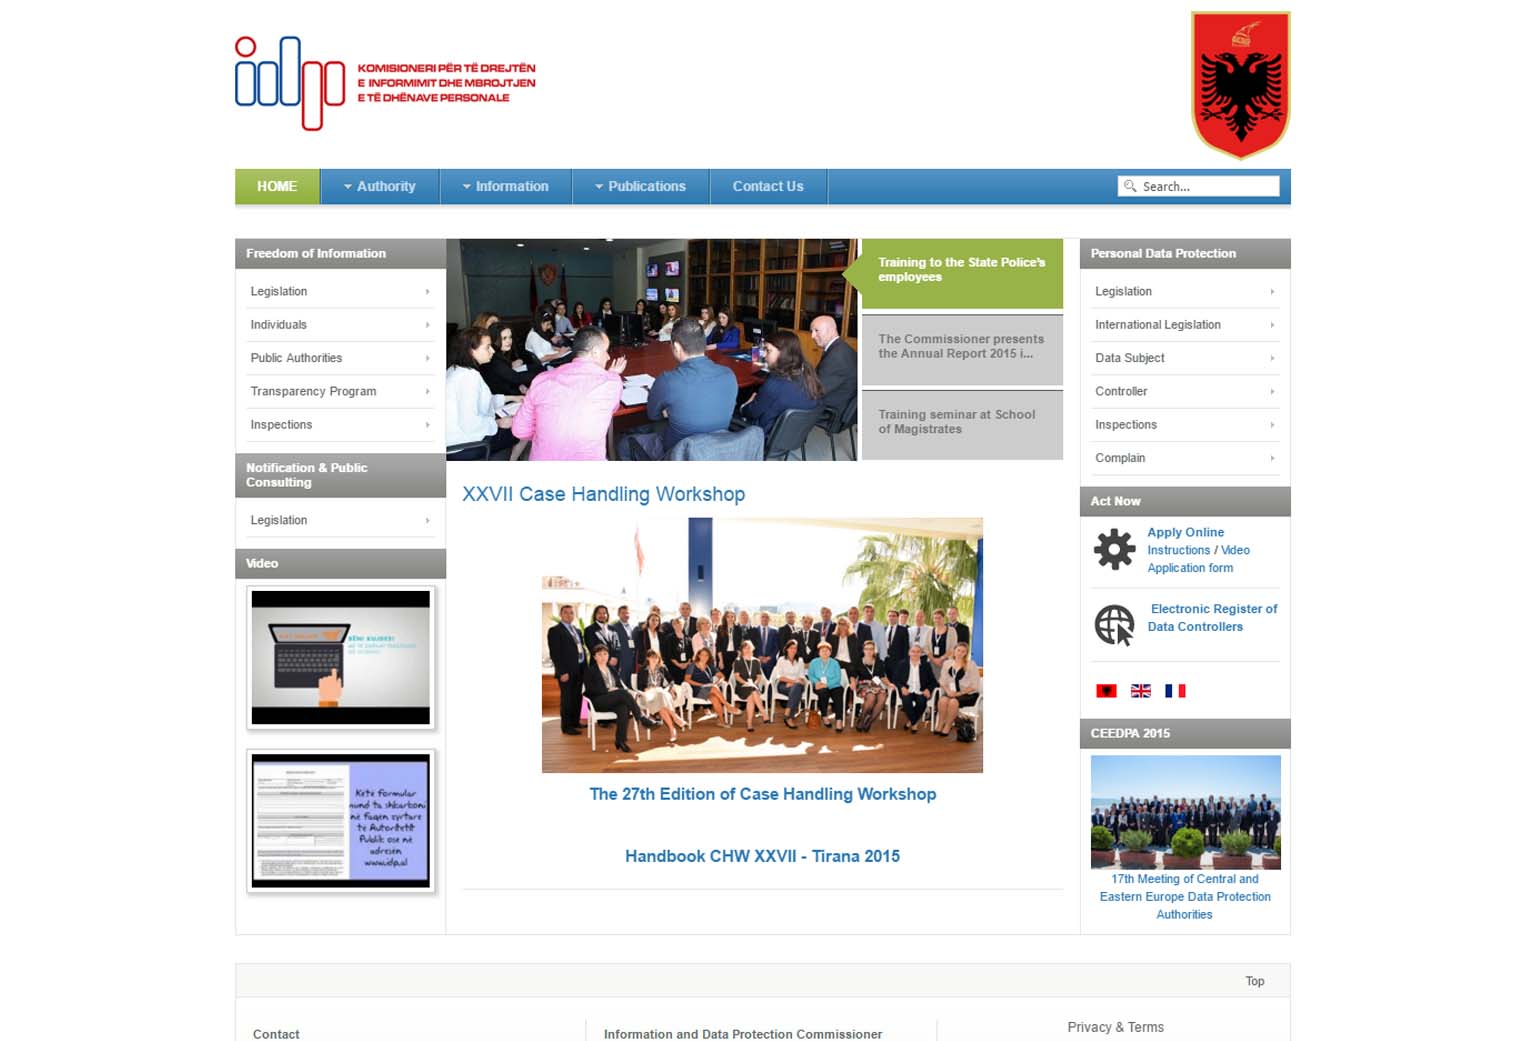 idp
KOMISIONERI PËR TË DREJTËN
E INFORMIMIT DHE MBROJTJEN
E TË DHËNAVE PERSONALE
HOME
Authority
Information
Publications
Contact Us
Search...
Freedom of Information
Legislation
Individuals
Public Authorities
Transparency Program
Inspections
Notification & Public
Consulting
Legislation
Video
Këtë formular
mund ta shkarkoni
në faqen zyrtare
të Autoritetit
Publik ose në
adresën
www.idp.al
Training to the State Police's
employees
The Commissioner presents
the Annual Report 2015 i...
Training seminar at School
of Magistrates
XXVII Case Handling Workshop
The 27th Edition of Case Handling Workshop
Handbook CHW XXVII - Tirana 2015
Personal Data Protection
Legislation
International Legislation
Data Subject
Controller
Inspections
Complain
Act Now
Apply Online
Instructions / Video
Application form
Electronic Register of
Data Controllers
CEEDPA 2015
17th Meeting of Central and
Eastern Europe Data Protection
Authorities
Top
Contact
Information and Data Protection Commissioner
Privacy & Terms